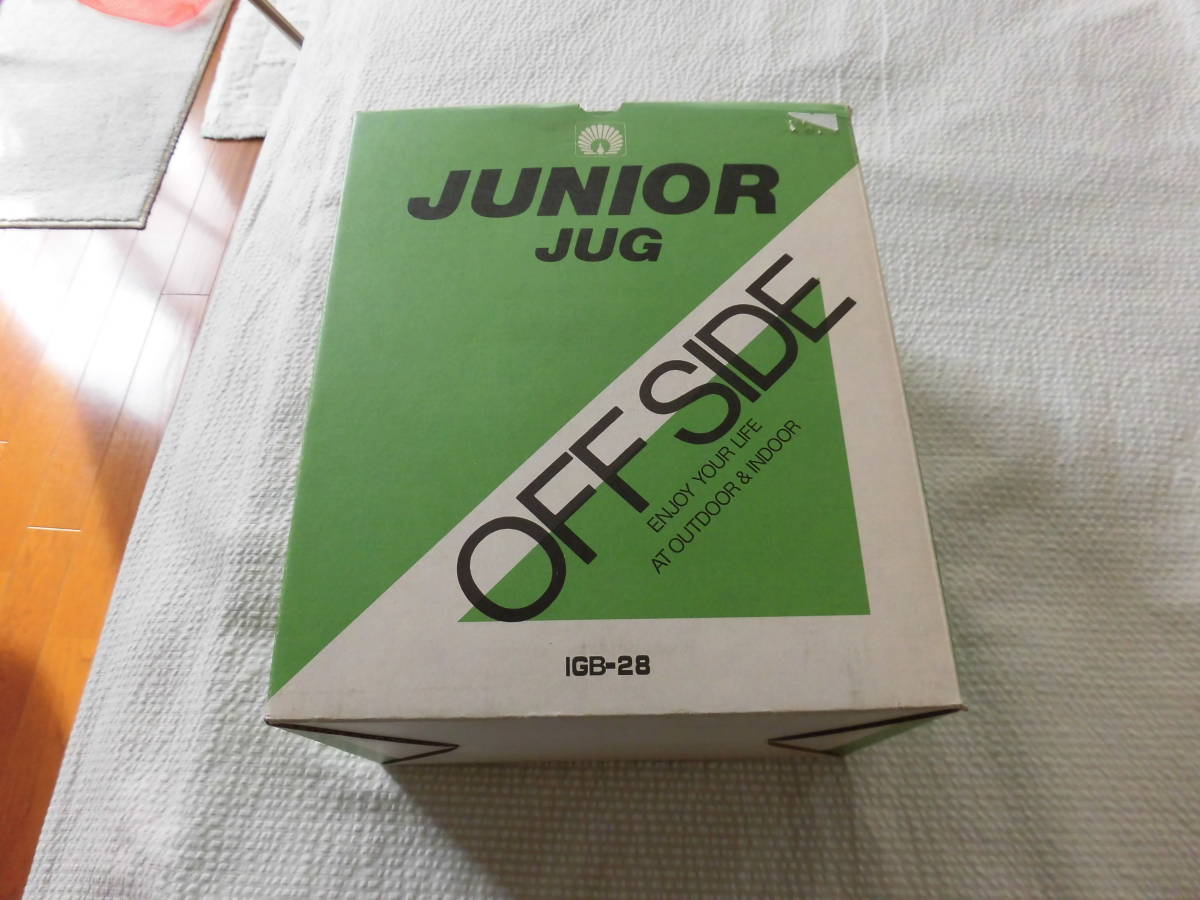 JUNIOR
JUG
OFF SIDE
ENJOY YOUR LIFE
AT OUTDOOR & INDOOR
IGB-28